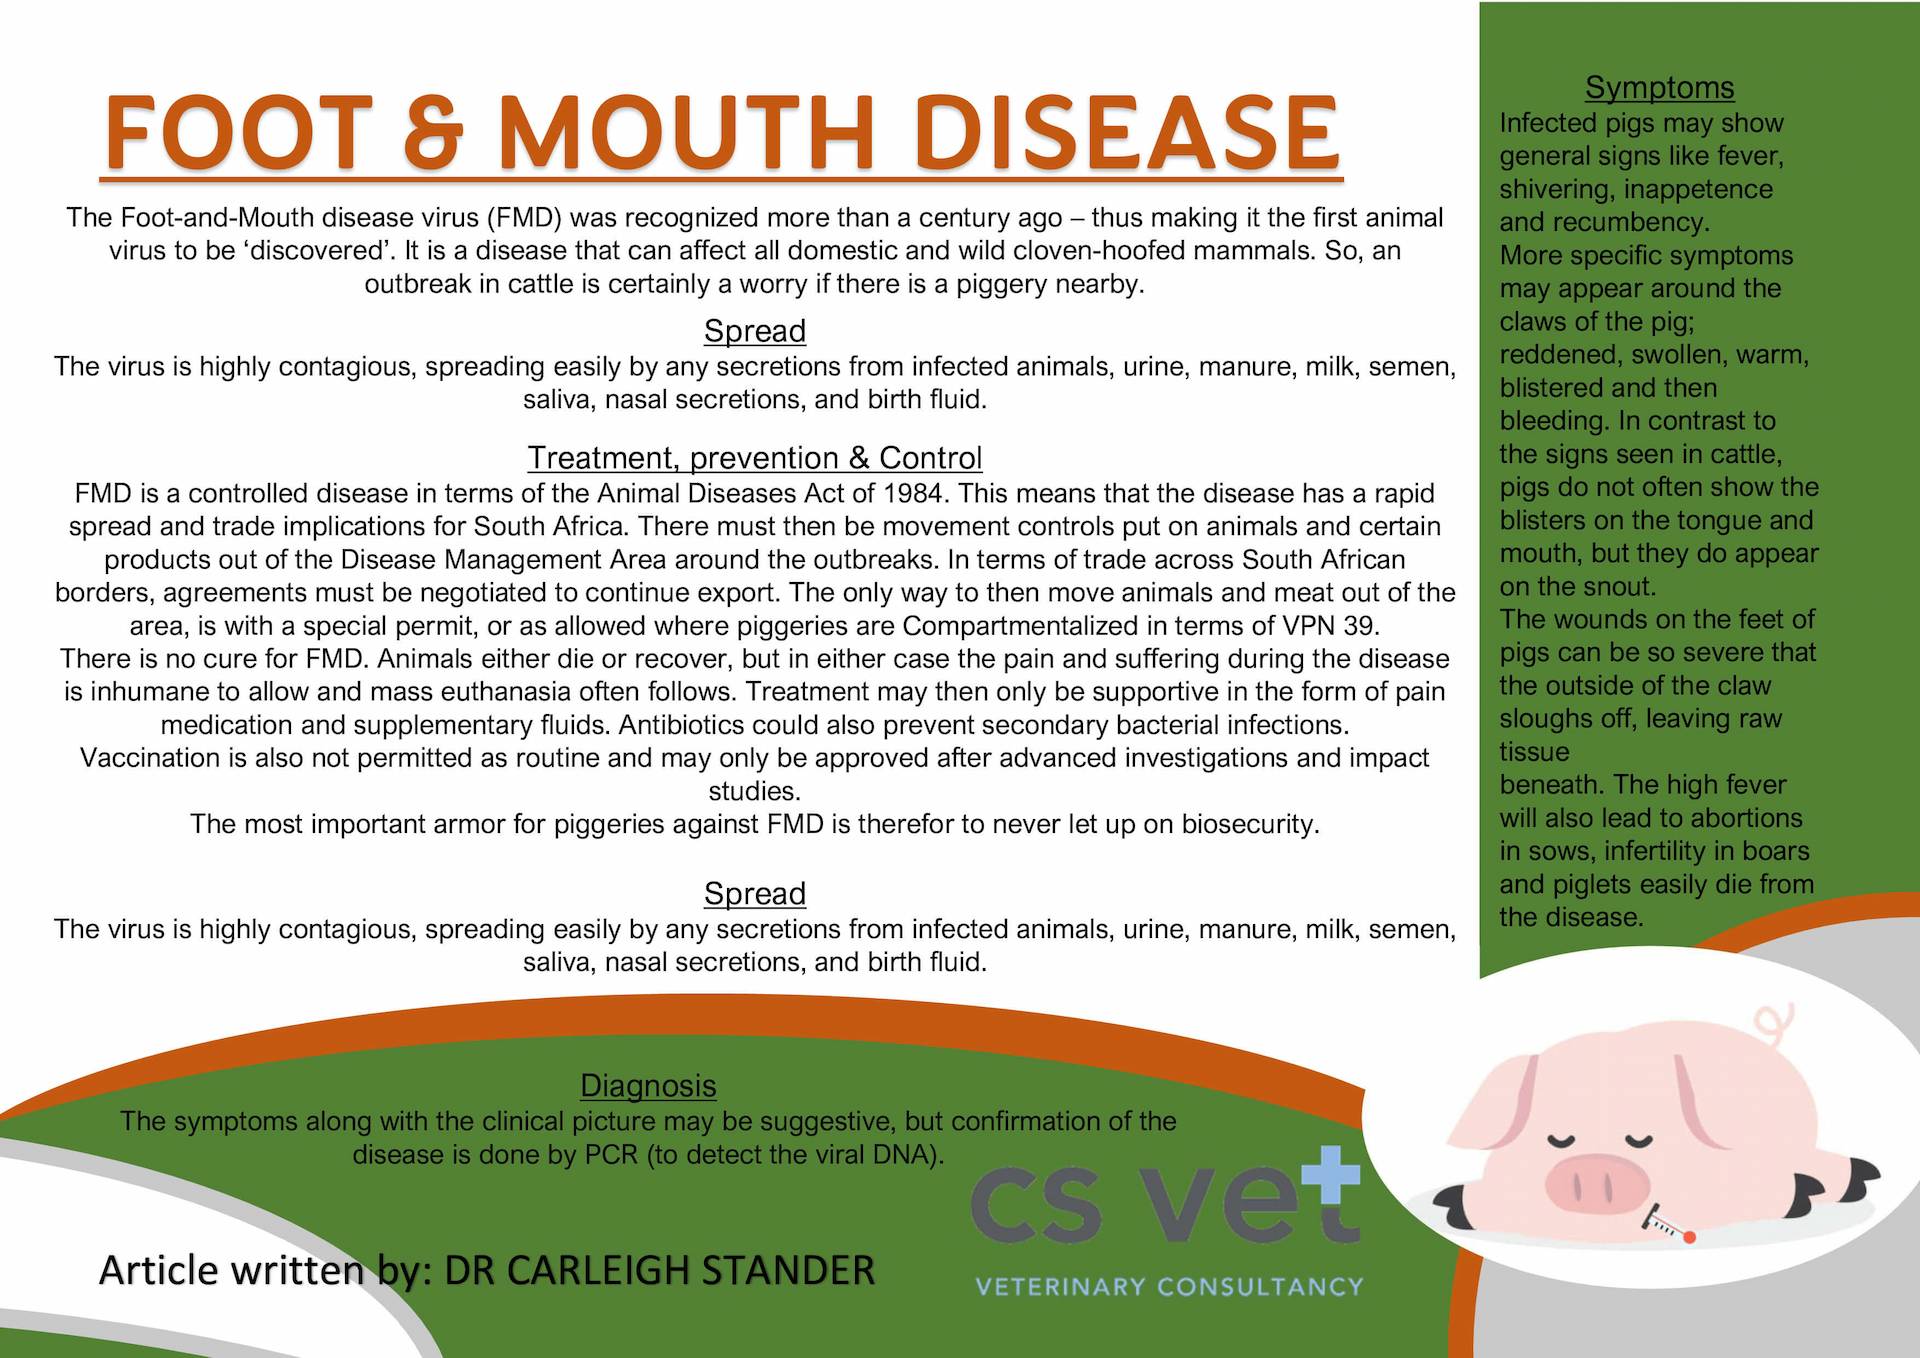 FOOT & MOUTH DISEASE
The Foot-and-Mouth disease virus (FMD) was recognized more than a century ago – thus making it the first animal
virus to be ‘discovered’. It is a disease that can affect all domestic and wild cloven-hoofed mammals. So, an
outbreak in cattle is certainly a worry if there is a piggery nearby.
Spread
The virus is highly contagious, spreading easily by any secretions from infected animals, urine, manure, milk, semen,
saliva, nasal secretions, and birth fluid.
Treatment, prevention & Control
FMD is a controlled disease in terms of the Animal Diseases Act of 1984. This means that the disease has a rapid
spread and trade implications for South Africa. There must then be movement controls put on animals and certain
products out of the Disease Management Area around the outbreaks. In terms of trade across South African
borders, agreements must be negotiated to continue export. The only way to then move animals and meat out of the
area, is with a special permit, or as allowed where piggeries are Compartmentalized in terms of VPN 39.
There is no cure for FMD. Animals either die or recover, but in either case the pain and suffering during the disease
is inhumane to allow and mass euthanasia often follows. Treatment may then only be supportive in the form of pain
medication and supplementary fluids. Antibiotics could also prevent secondary bacterial infections.
Vaccination is also not permitted as routine and may only be approved after advanced investigations and impact
studies.
The most important armor for piggeries against FMD is therefor to never let up on biosecurity.
Spread
The virus is highly contagious, spreading easily by any secretions from infected animals, urine, manure, milk, semen,
saliva, nasal secretions, and birth fluid.
Diagnosis
The symptoms along with the clinical picture may be suggestive, but confirmation of the
disease is done by PCR (to detect the viral DNA).
Article written by: DR CARLEIGH STANDER
cs vet
VETERINARY CONSULTANCY
Symptoms
Infected pigs may show
general signs like fever,
shivering, inappetence
and recumbency.
More specific symptoms
may appear around the
claws of the pig;
reddened, swollen, warm,
blistered and then
bleeding. In contrast to
the signs seen in cattle,
pigs do not often show the
blisters on the tongue and
mouth, but they do appear
on the snout.
The wounds on the feet of
pigs can be so severe that
the outside of the claw
sloughs off, leaving raw
tissue
beneath. The high fever
will also lead to abortions
in sows, infertility in boars
and piglets easily die from
the disease.